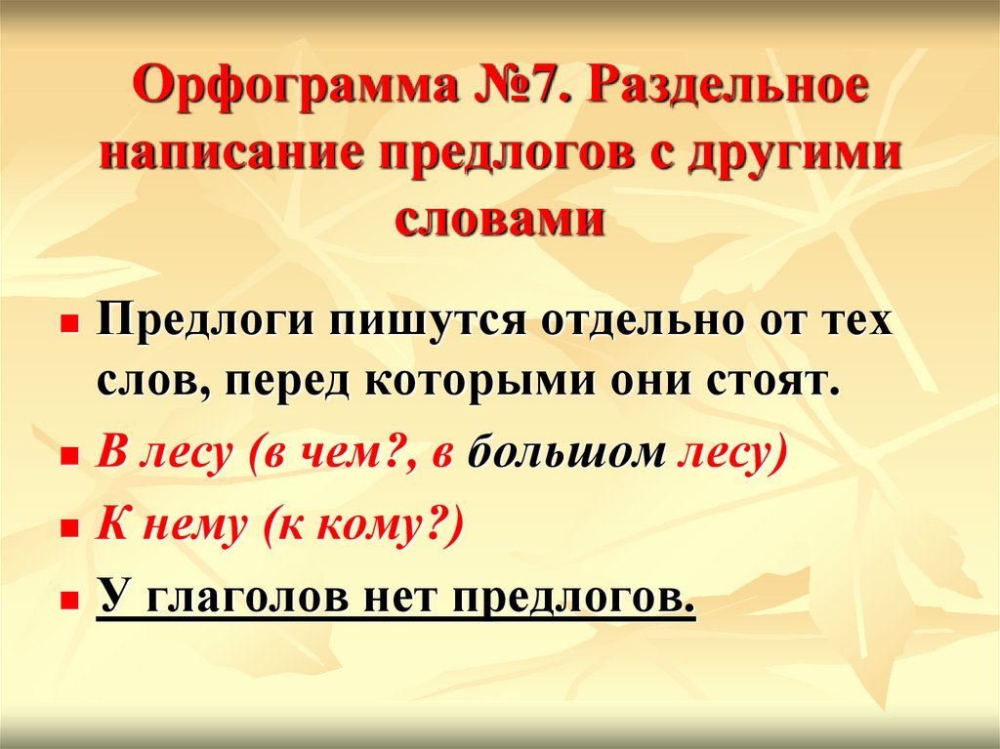 Орфограмма №7. Раздельное
написание предлогов с другими
словами
Предлоги пишутся отдельно от тех
слов, перед которыми они стоят.
В лесу (в чем?, в большом лесу)
К нему (к кому?)
У глаголов нет предлогов.